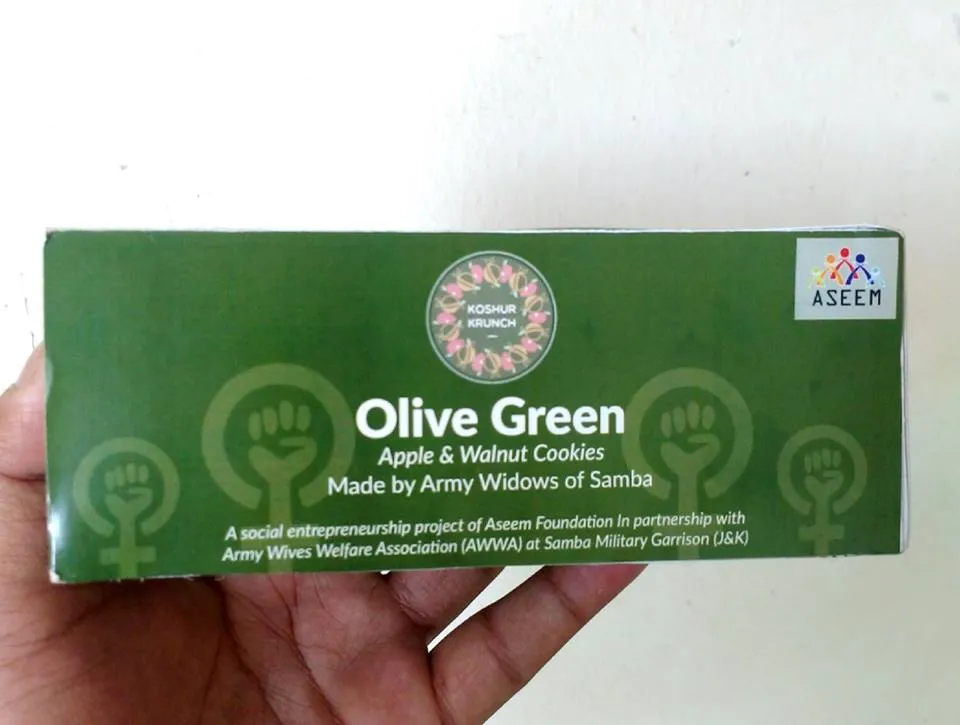 KOSHUR
KRUNCH
ASEEM
Olive Green
Apple & Walnut Cookies
Made by Army Widows of Samba
A social entrepreneurship project of Aseem Foundation In partnership with
Army Wives Welfare Association (AWWA) at Samba Military Garrison (J&K)